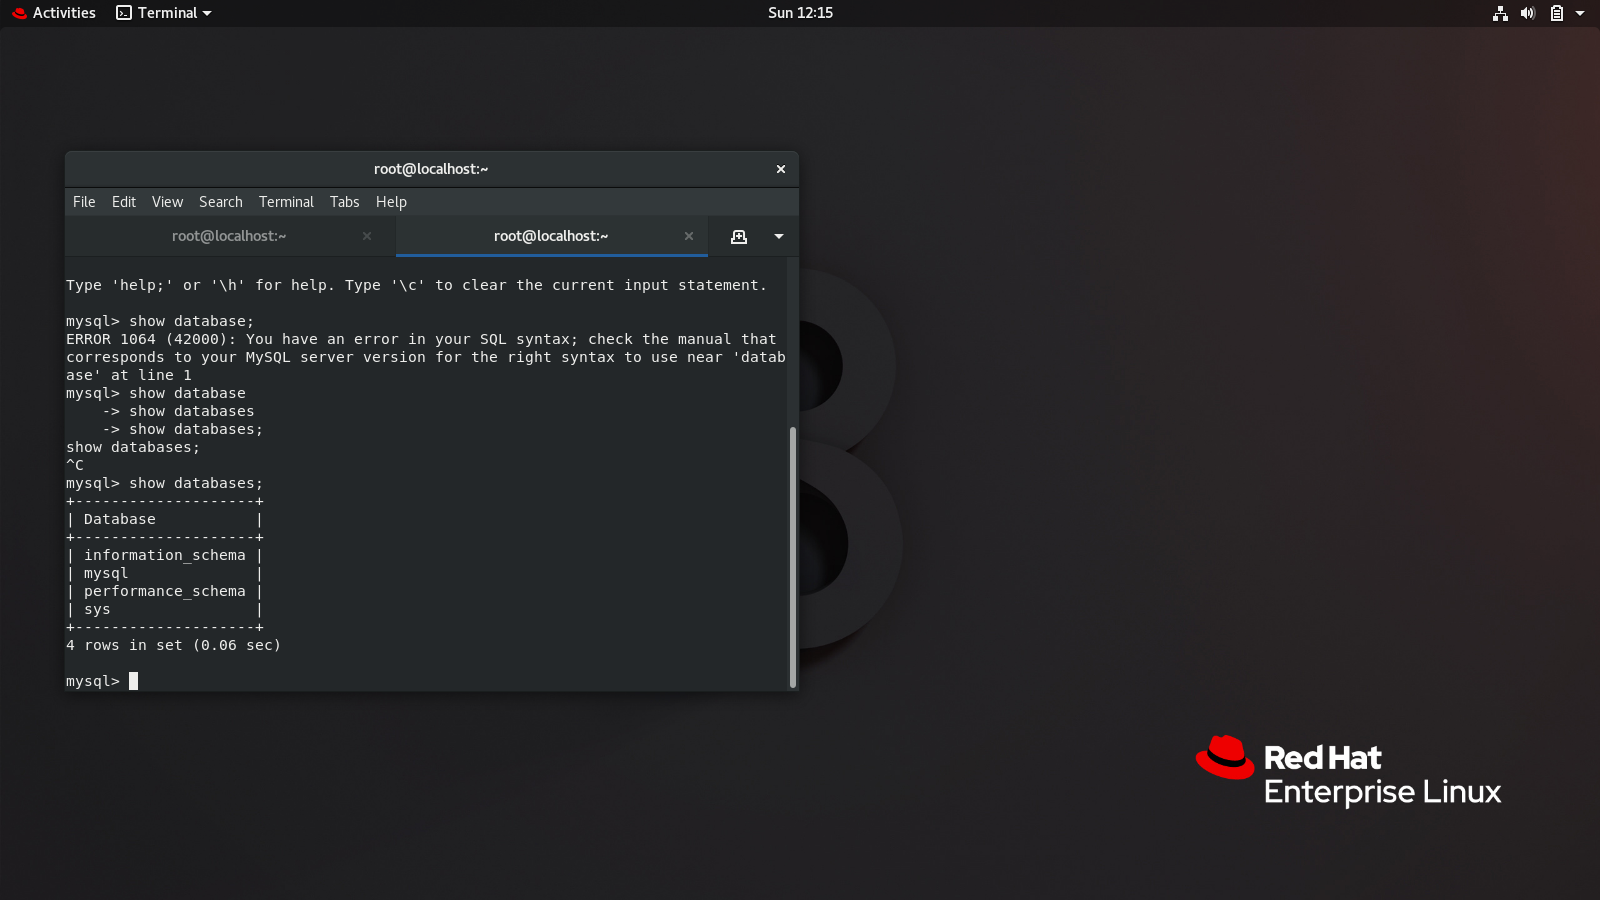 Activities Terminal Sun 12:15
root@localhost:~
File Edit View Search Terminal Tabs Help
root@localhost:~ root@localhost:~
Type 'help;' or '\h' for help. Type '\c' to clear the current input statement.
mysql> show database;
ERROR 1064 (42000): You have an error in your SQL syntax; check the manual that
corresponds to your MySQL server version for the right syntax to use near 'datab
ase' at line 1
mysql> show database
    -> show databases
    -> show databases;
show databases;
^C
mysql> show databases;
+--------------------+
| Database           |
+--------------------+
| information_schema |
| mysql              |
| performance_schema |
| sys                |
+--------------------+
4 rows in set (0.06 sec)
mysql>
Red Hat
Enterprise Linux